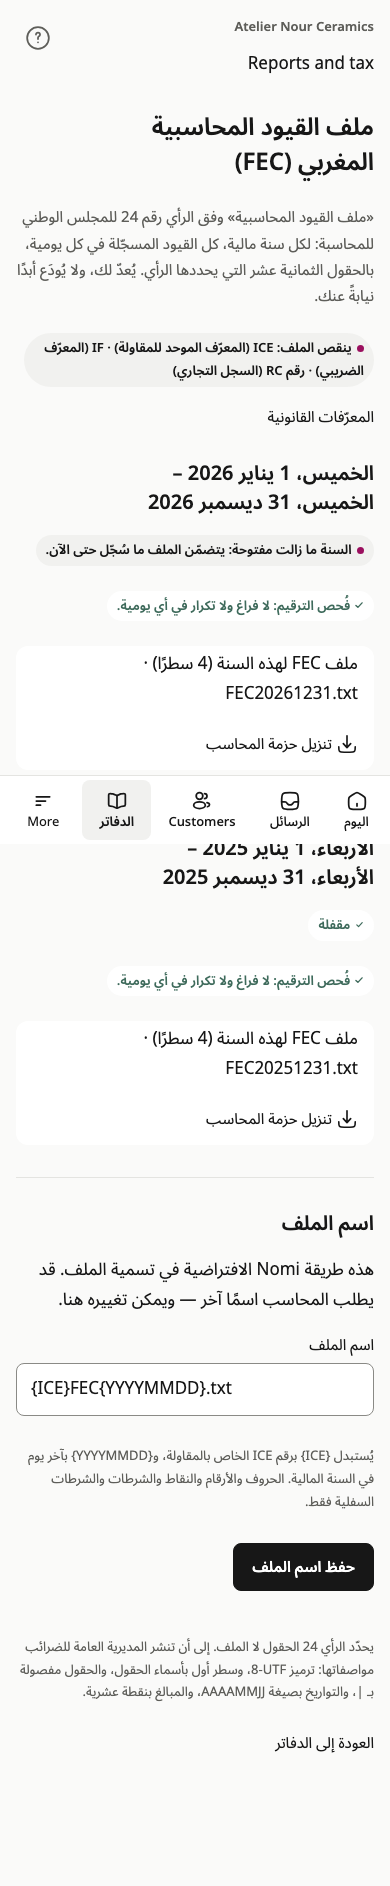 Atelier Nour Ceramics
Reports and tax
ملف القيود المحاسبية
المغربي (FEC)
«ملف القيود المحاسبية» وفق الرأي رقم 24 للمجلس الوطني
للمحاسبة: لكل سنة مالية، كل القيود المسجّلة في كل يومية،
بالحقول الثمانية عشر التي يحددها الرأي. يُعدّ لك، ولا يُودَع أبدًا
نيابةً عنك.
ينقص الملف: ICE (المعرّف الموحد للمقاولة) · IF (المعرّف
الضريبي) · رقم RC (السجل التجاري)
المعرّفات القانونية
الخميس، 1 يناير 2026 –
الخميس، 31 ديسمبر 2026
السنة ما زالت مفتوحة: يتضمّن الملف ما سُجّل حتى الآن.
✓ فُحص الترقيم: لا فراغ ولا تكرار في أي يومية.
ملف FEC لهذه السنة (4 سطرًا) ·
FEC20261231.txt
تنزيل حزمة المحاسب
اليوم
الرسائل
Customers
الدفاتر
More
الأربعاء، 1 يناير 2025 –
الأربعاء، 31 ديسمبر 2025
✓ مقفلة
✓ فُحص الترقيم: لا فراغ ولا تكرار في أي يومية.
ملف FEC لهذه السنة (4 سطرًا) ·
FEC20251231.txt
تنزيل حزمة المحاسب
اسم الملف
هذه طريقة Nomi الافتراضية في تسمية الملف. قد
يطلب المحاسب اسمًا آخر — ويمكن تغييره هنا.
اسم الملف
{ICE}FEC{YYYYMMDD}.txt
يُستبدل {ICE} برقم ICE الخاص بالمقاولة، و{YYYYMMDD} بآخر يوم
في السنة المالية. الحروف والأرقام والنقاط والشرطات والشرطات
السفلية فقط.
حفظ اسم الملف
يحدّد الرأي 24 الحقول لا الملف. إلى أن تنشر المديرية العامة للضرائب
مواصفاتها: ترميز UTF-8، وسطر أول بأسماء الحقول، والحقول مفصولة
بـ |، والتواريخ بصيغة AAAAMMJJ، والمبالغ بنقطة عشرية.
العودة إلى الدفاتر